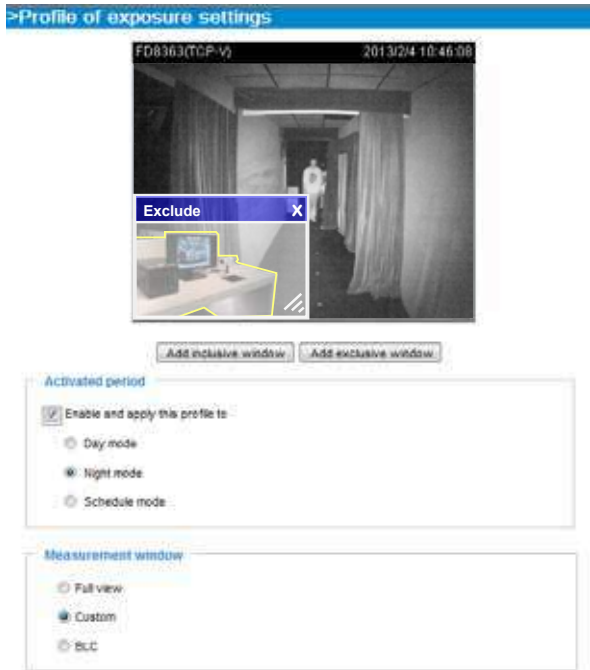 >Profile of exposure settings
FD8363(TCP-V) 2013/2/4 10:46:08
Exclude X
Add inclusive window Add exclusive window
Activated period
Enable and apply this profile to
Day mode
Night mode
Schedule mode
Measurement window
Full view
Custom
BLC